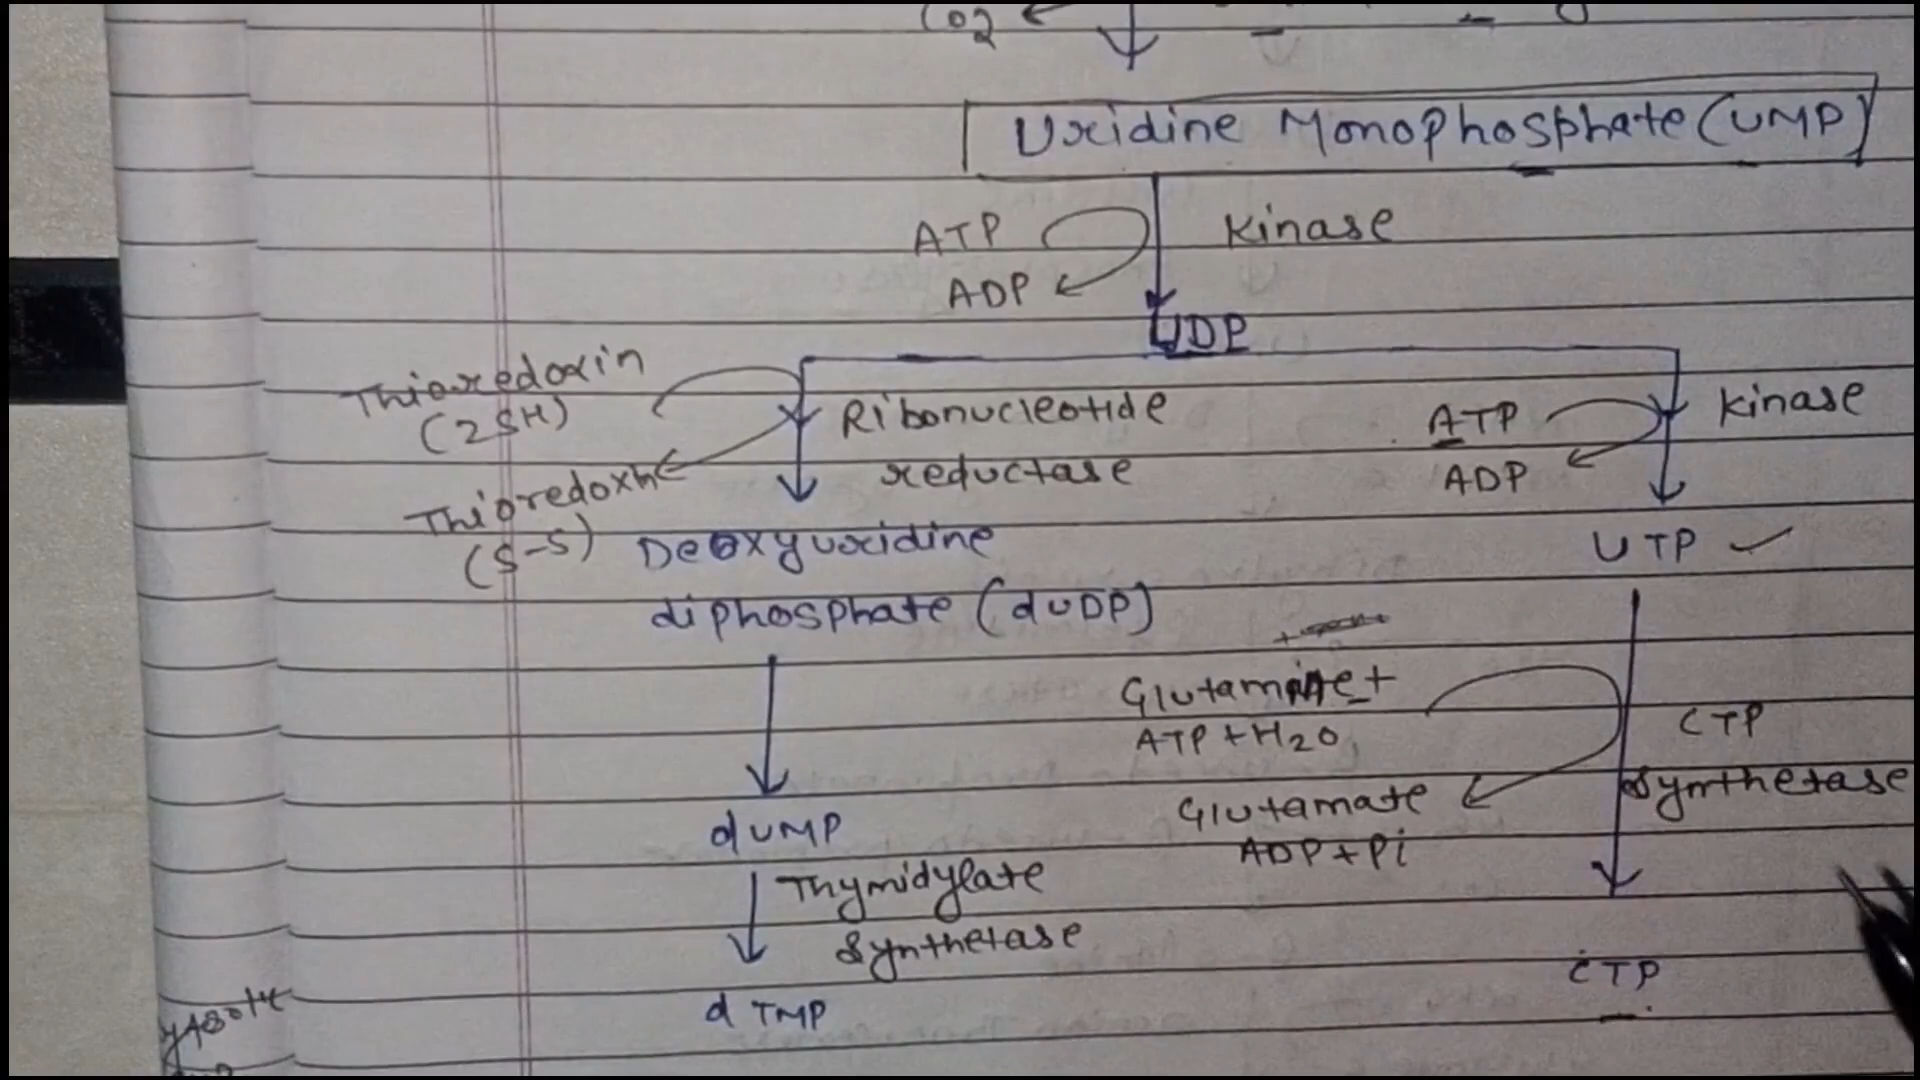 CO2
Uridine Monophosphate (UMP)
ATP
Kinase
ADP
UDP
Thioredoxin
(2SH)
Ribonucleotide
reductase
ATP
Kinase
ADP
Thioredoxin
(S-S)
Deoxyuridine
diphosphate (dUDP)
UTP
+
ATP + H2O
CTP
Synthetase
Glutamate
ADP + Pi
dUMP
Thymidylate
Synthetase
dTMP
CTP